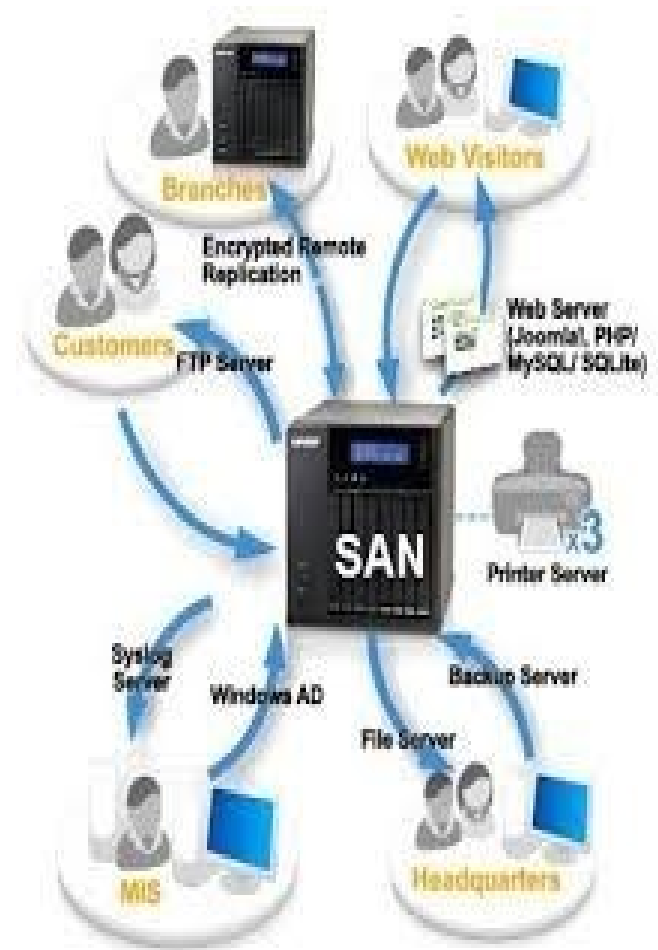 Branches
Web Visitors
Encrypted Remote
Replication
Web Server
(Joomla!, PHP/
MySQL/ SQLite)
Customers
FTP Server
SAN
x3
Printer Server
Syslog
Server
Windows AD
Backup Server
File Server
MIS
Headquarters